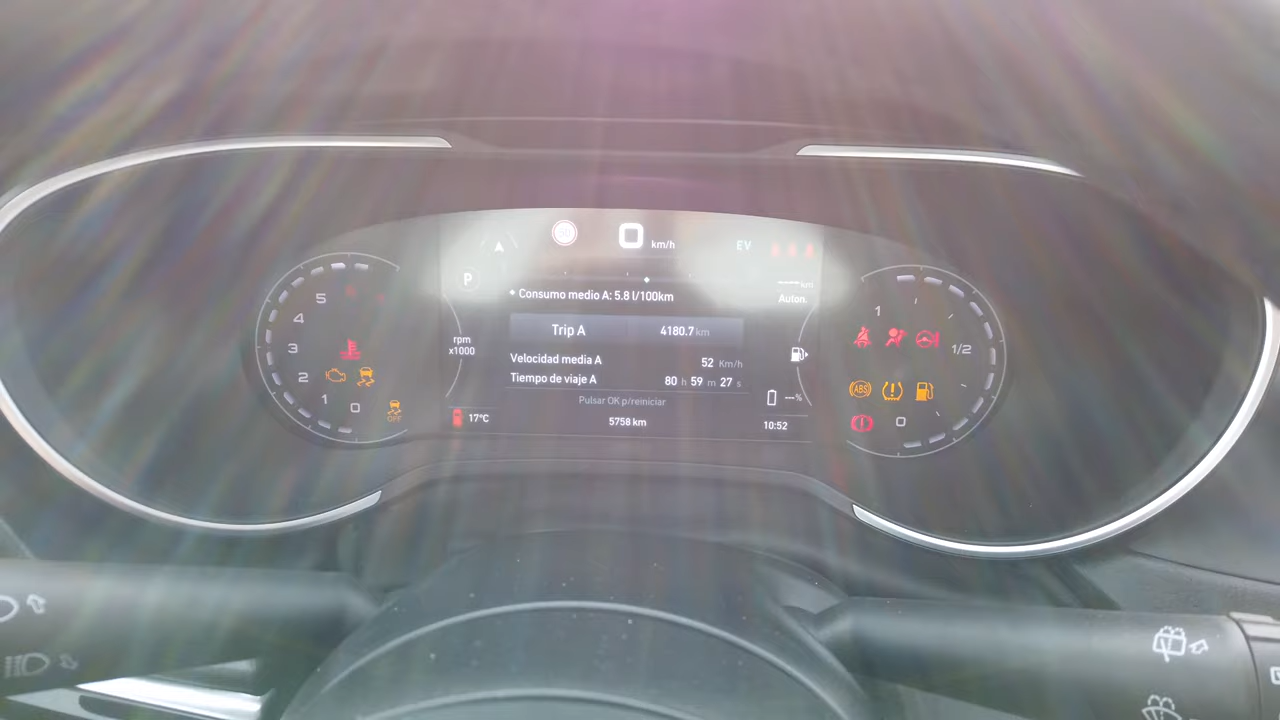 50
0 km/h
EV
P
---- km
Auton.
Consumo medio A: 5.8 l/100km
Trip A 4180.7 km
Velocidad media A 52 Km/h
Tiempo de viaje A 80 h 59 m 27 s
Pulsar OK p/reiniciar
17°C 5758 km 10:52
--%
rpm
x1000
5
4
3
2
1
0
OFF
1
1/2
0
ABS